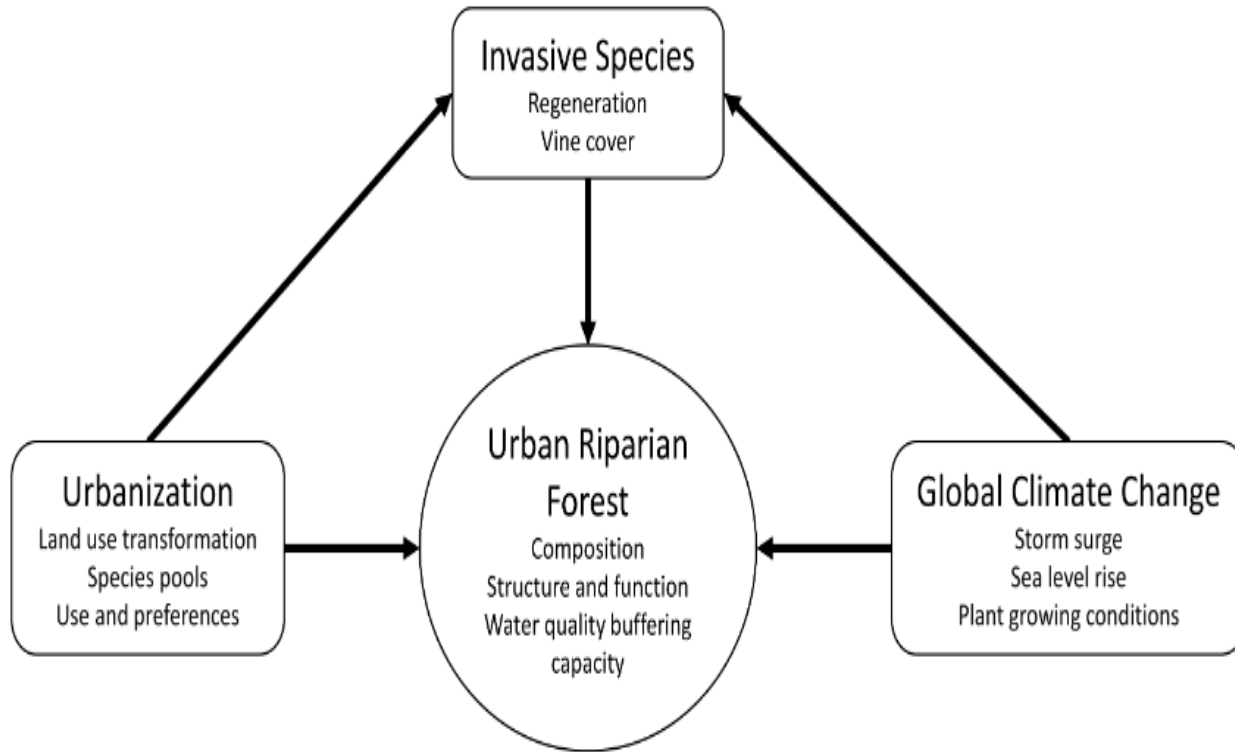 Invasive Species
Regeneration
Vine cover
Urbanization
Land use transformation
Species pools
Use and preferences
Urban Riparian
Forest
Composition
Structure and function
Water quality buffering
capacity
Global Climate Change
Storm surge
Sea level rise
Plant growing conditions